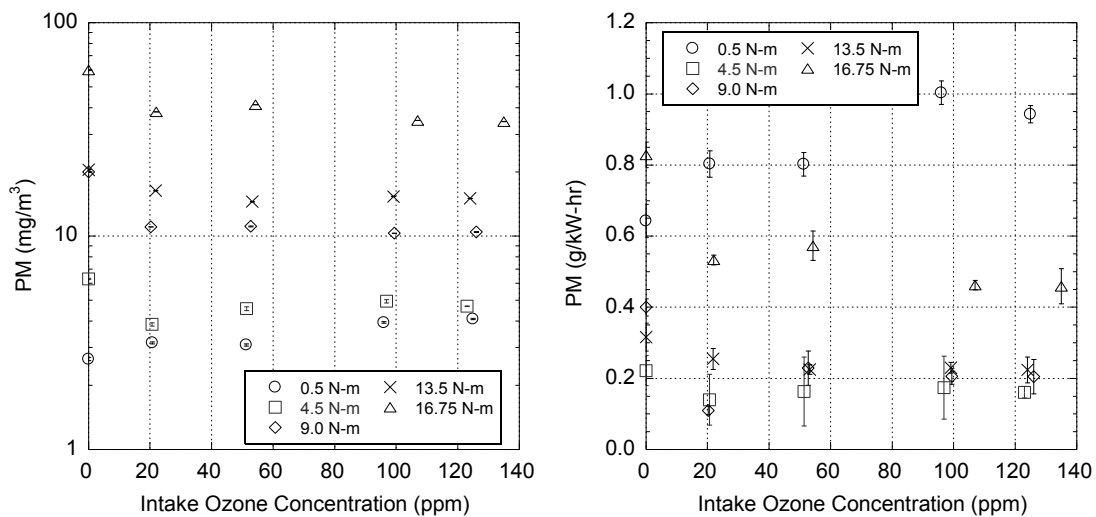 100
10
1
PM (mg/m³)
0.5 N-m
13.5 N-m
4.5 N-m
16.75 N-m
9.0 N-m
0 20 40 60 80 100 120 140
Intake Ozone Concentration (ppm)
1.2
1.0
0.8
0.6
0.4
0.2
0.0
PM (g/kW-hr)
0.5 N-m
13.5 N-m
4.5 N-m
16.75 N-m
9.0 N-m
0 20 40 60 80 100 120 140
Intake Ozone Concentration (ppm)